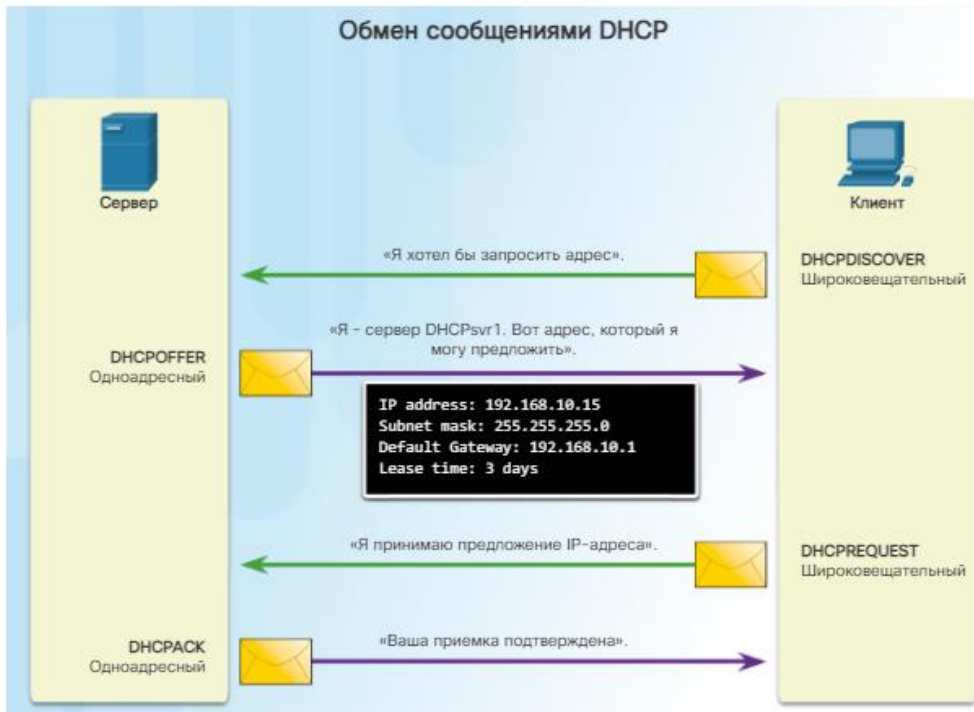 Обмен сообщениями DHCP
Сервер
Клиент
«Я хотел бы запросить адрес».
DHCPDISCOVER
Широковещательный
«Я – сервер DHCPsvr1. Вот адрес, который я
могу предложить».
DHCPOFFER
Одноадресный
IP address: 192.168.10.15
Subnet mask: 255.255.255.0
Default Gateway: 192.168.10.1
Lease time: 3 days
«Я принимаю предложение IP-адреса».
DHCPREQUEST
Широковещательный
DHCPACK
Одноадресный
«Ваша приемка подтверждена».